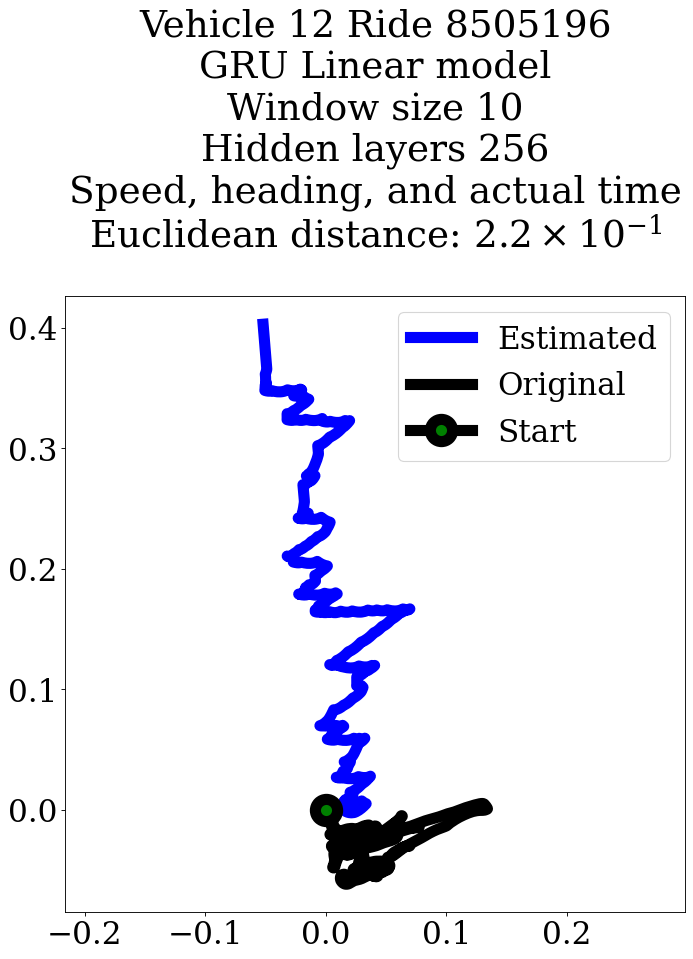 Vehicle 12 Ride 8505196
GRU Linear model
Window size 10
Hidden layers 256
Speed, heading, and actual time
Euclidean distance: 2.2 × 10⁻¹
Estimated
Original
Start
0.4
0.3
0.2
0.1
0.0
−0.2 −0.1 0.0 0.1 0.2